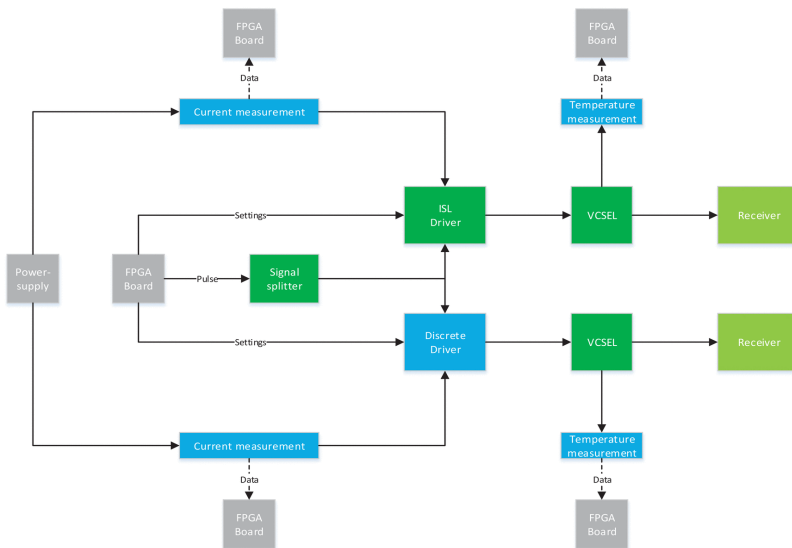 FPGA
Board
FPGA
Board
Data
Data
Current measurement
Temperature
measurement
Settings
ISL
Driver
VCSEL
Receiver
Power-
supply
FPGA
Board
Pulse
Signal
splitter
Settings
Discrete
Driver
VCSEL
Receiver
Current measurement
Temperature
measurement
Data
Data
FPGA
Board
FPGA
Board